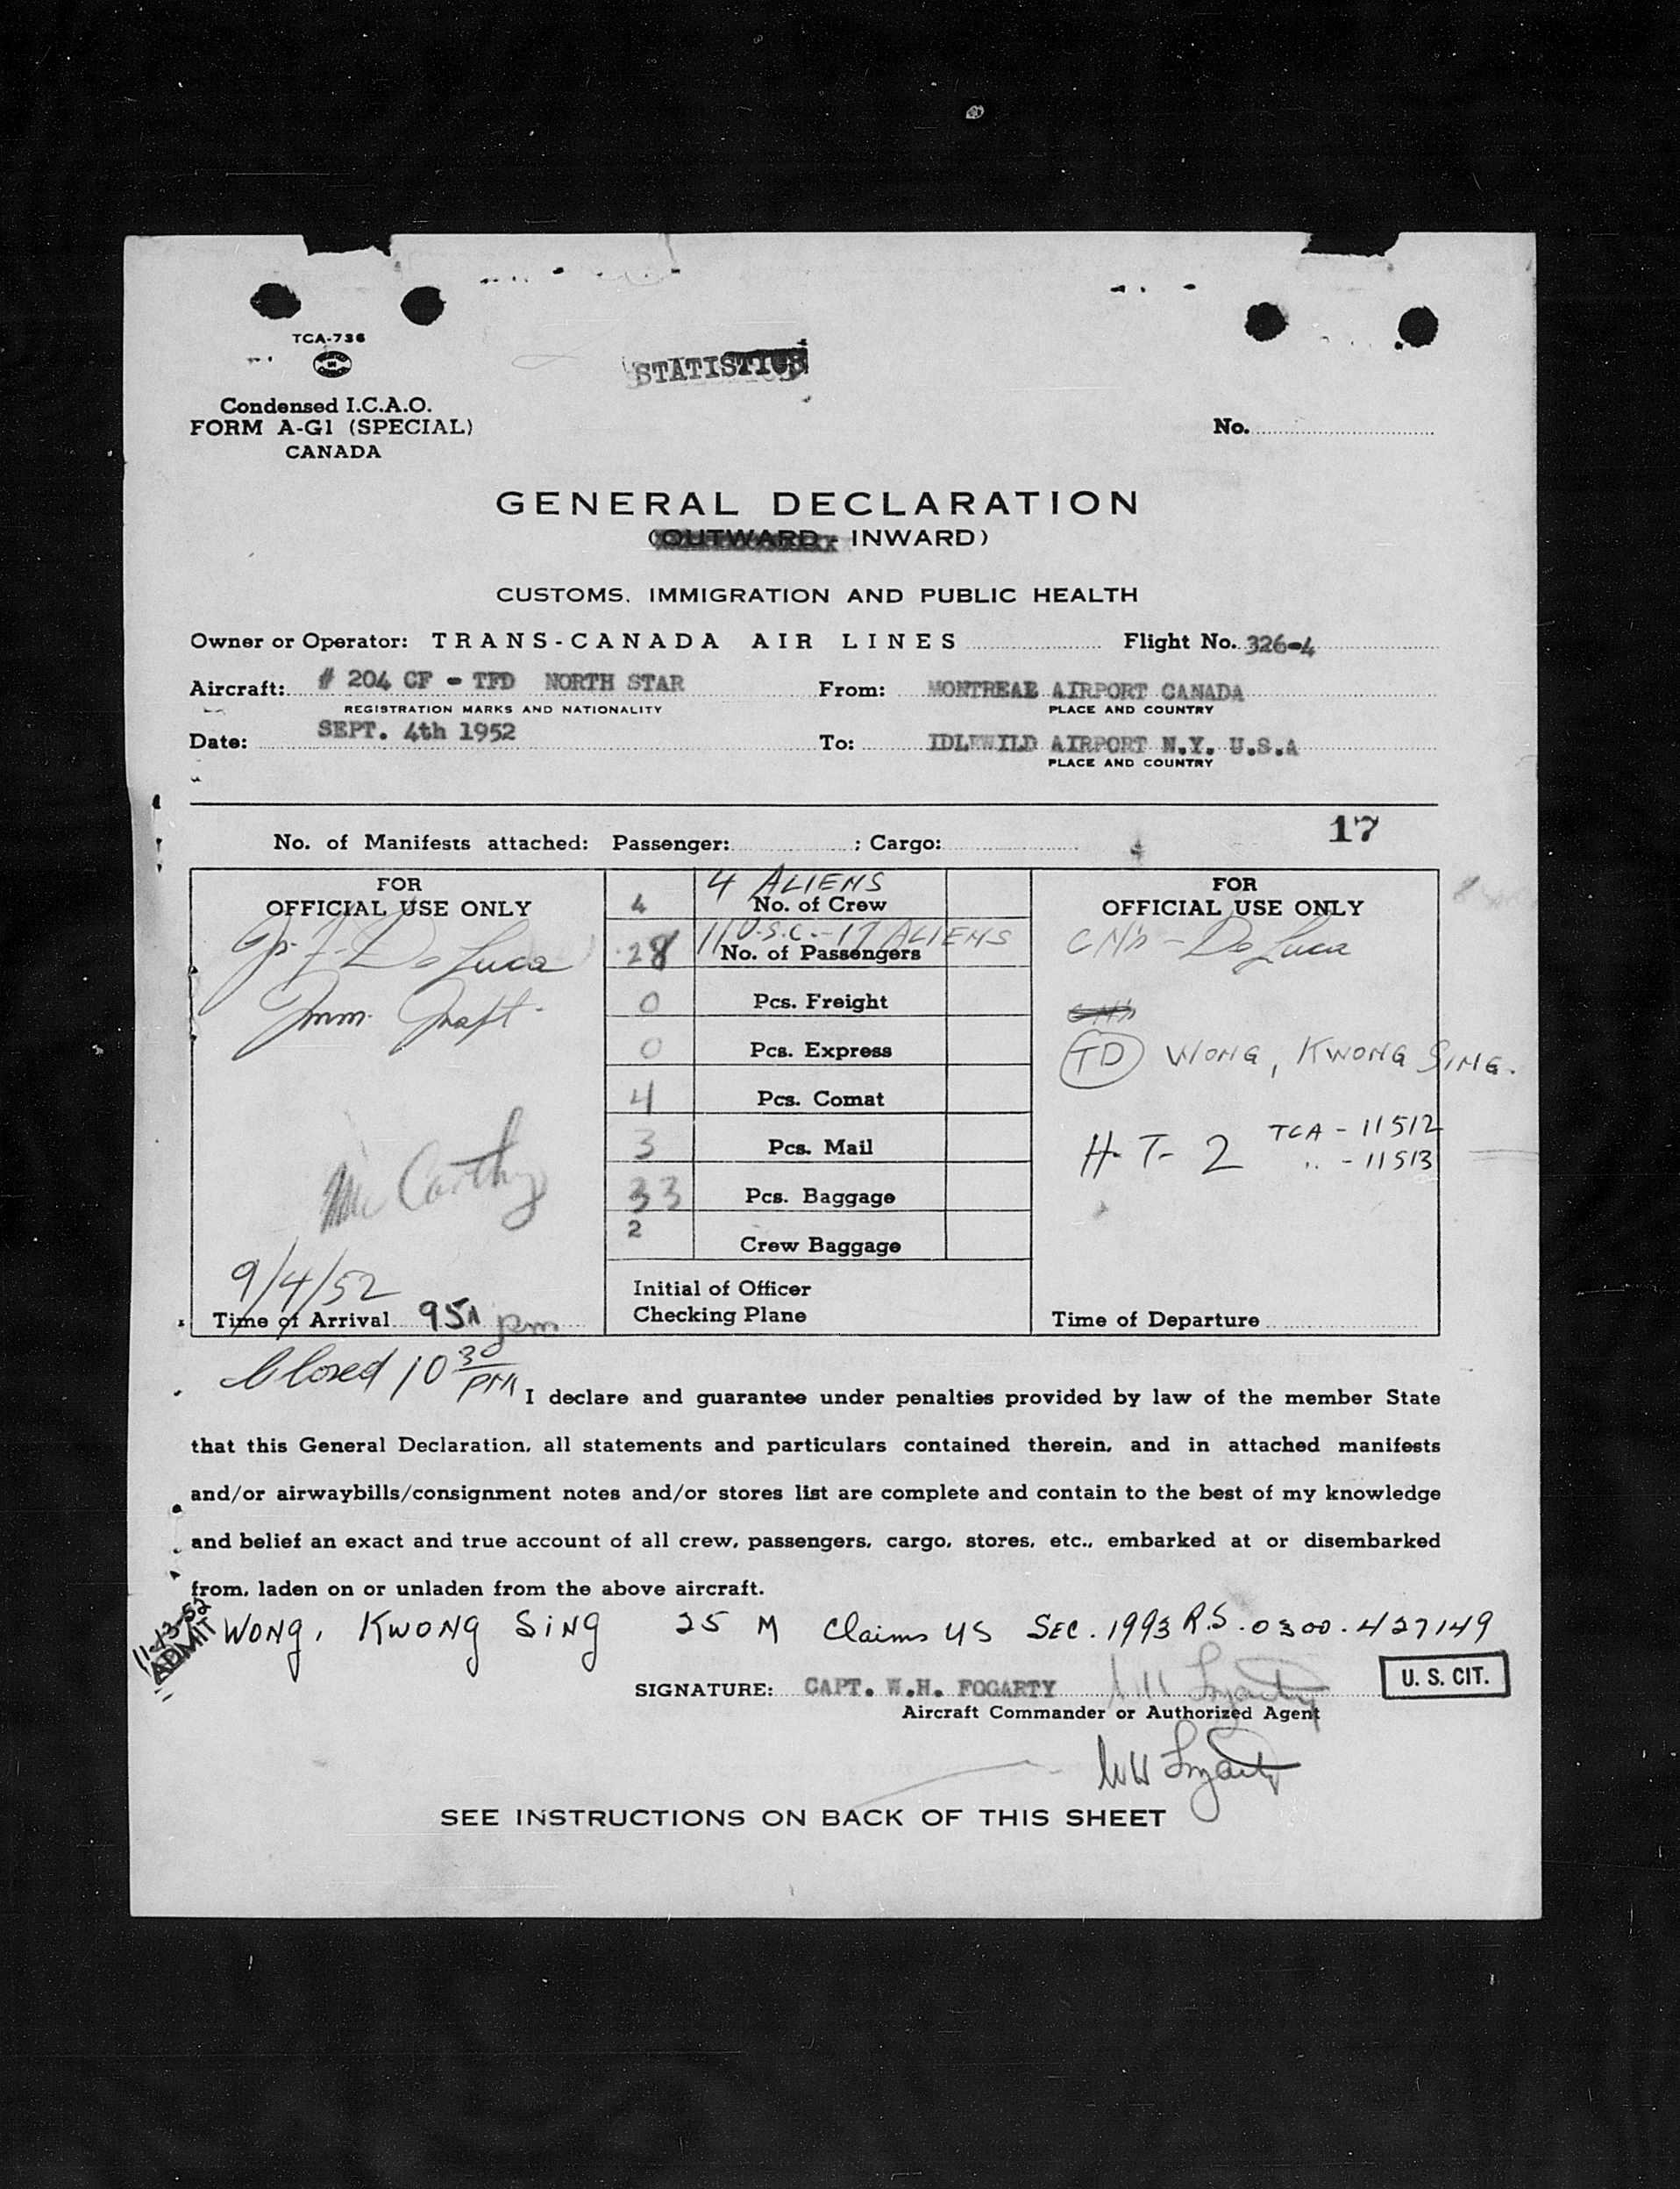 TCA-736
STATISTICS
Condensed I.C.A.O.
FORM A-G1 (SPECIAL)
CANADA
No.
GENERAL DECLARATION
(OUTWARD - INWARD)
CUSTOMS, IMMIGRATION AND PUBLIC HEALTH
Owner or Operator: TRANS-CANADA AIR LINES Flight No. 326-4
Aircraft: # 204 CF - TFD NORTH STAR From: MONTREAL AIRPORT CANADA
REGISTRATION MARKS AND NATIONALITY PLACE AND COUNTRY
Date: SEPT. 4th 1952 To: IDLEWILD AIRPORT N.Y. U.S.A
PLACE AND COUNTRY
17
No. of Manifests attached: Passenger: ; Cargo:
FOR
OFFICIAL USE ONLY
De Luca
Imm.
McCarthy
9/4/52
Time of Arrival 951 pm
4 4 ALIENS
No. of Crew
28 11 U.S.C. - 17 ALIENS
No. of Passengers
0 Pcs. Freight
0 Pcs. Express
4 Pcs. Comat
3 Pcs. Mail
33 Pcs. Baggage
2 Crew Baggage
Initial of Officer
Checking Plane
FOR
OFFICIAL USE ONLY
De Luca
TD WONG, KWONG SING.
H-T- 2 TCA - 11512
.. - 11513
Time of Departure
Closed 10 30 PM
I declare and guarantee under penalties provided by law of the member State
that this General Declaration, all statements and particulars contained therein, and in attached manifests
and/or airwaybills/consignment notes and/or stores list are complete and contain to the best of my knowledge
and belief an exact and true account of all crew, passengers, cargo, stores, etc., embarked at or disembarked
from, laden on or unladen from the above aircraft.
11-13-52
ADMIT
WONG, KWONG SING 25 M Claims US SEC. 1993 R.S. 0300-427149
U. S. CIT.
SIGNATURE: CAPT. W.H. FOGARTY W H Fogarty
Aircraft Commander or Authorized Agent
W H Fogarty
SEE INSTRUCTIONS ON BACK OF THIS SHEET